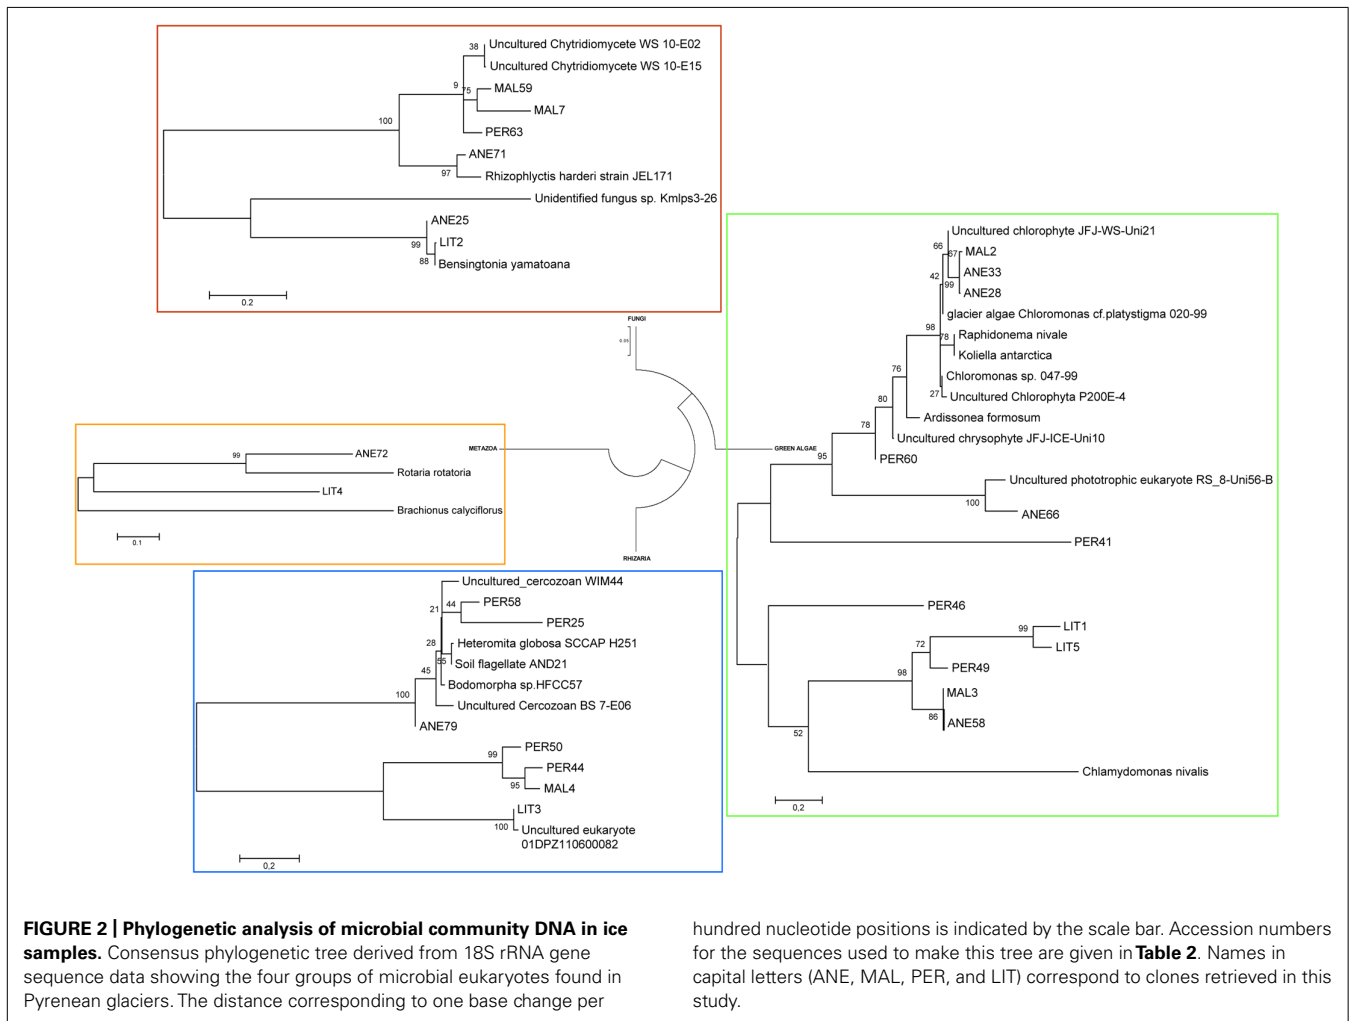 38
Uncultured Chytridiomycete WS 10-E02
Uncultured Chytridiomycete WS 10-E15
9
75
MAL59
MAL7
100
PER63
ANE71
97
Rhizophlyctis harderi strain JEL171
Unidentified fungus sp. Kmlps3-26
ANE25
99
LIT2
88
Bensingtonia yamatoana
0.2
FUNGI
0.03
METAZOA
GREEN ALGAE
RHIZARIA
99
ANE72
Rotaria rotatoria
LIT4
Brachionus calyciflorus
0.1
Uncultured_cercozoan WIM44
44
PER58
21
PER25
28
Heteromita globosa SCCAP H251
55
Soil flagellate AND21
45
Bodomorpha sp.HFCC57
100
Uncultured Cercozoan BS 7-E06
ANE79
PER50
99
PER44
95
MAL4
LIT3
100
Uncultured eukaryote
01DPZ110600082
0,2
Uncultured chlorophyte JFJ-WS-Uni21
66
67
MAL2
ANE33
42
99
ANE28
glacier algae Chloromonas cf.platystigma 020-99
98
78
Raphidonema nivale
Koliella antarctica
76
Chloromonas sp. 047-99
27
Uncultured Chlorophyta P200E-4
80
Ardissonea formosum
78
Uncultured chrysophyte JFJ-ICE-Uni10
95
PER60
Uncultured phototrophic eukaryote RS_8-Uni56-B
100
ANE66
PER41
PER46
99
LIT1
LIT5
72
PER49
98
MAL3
86
ANE58
52
Chlamydomonas nivalis
0,2
FIGURE 2 | Phylogenetic analysis of microbial community DNA in ice
samples. Consensus phylogenetic tree derived from 18S rRNA gene
sequence data showing the four groups of microbial eukaryotes found in
Pyrenean glaciers. The distance corresponding to one base change per
hundred nucleotide positions is indicated by the scale bar. Accession numbers
for the sequences used to make this tree are given in Table 2. Names in
capital letters (ANE, MAL, PER, and LIT) correspond to clones retrieved in this
study.